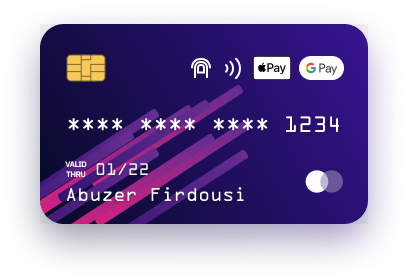 Pay G Pay
**** **** **** 1234
VALID
THRU 01/22
Abuzer Firdousi